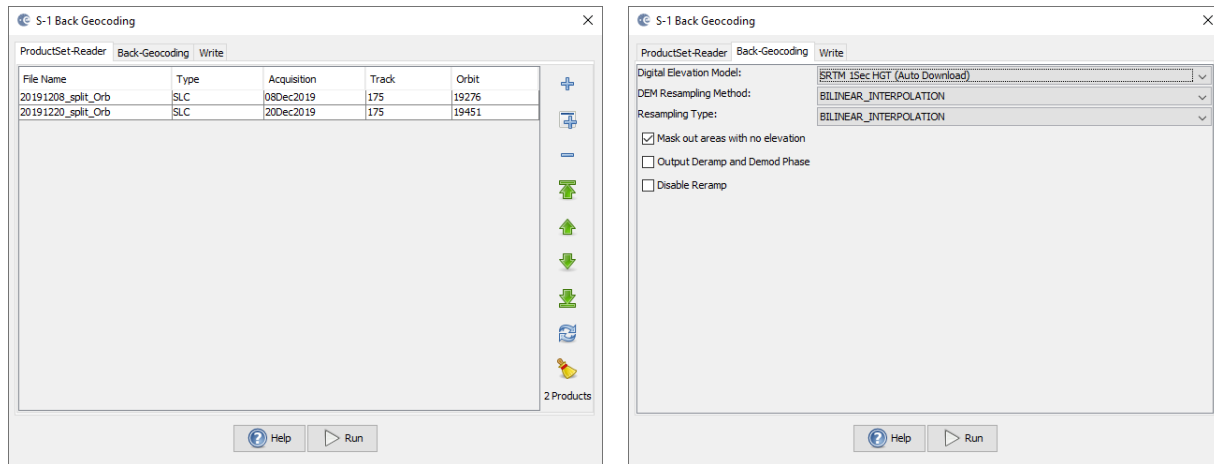 S-1 Back Geocoding
ProductSet-Reader Back-Geocoding Write
File Name Type Acquisition Track Orbit
20191208_split_Orb SLC 08Dec2019 175 19276
20191220_split_Orb SLC 20Dec2019 175 19451
2 Products
Help Run
S-1 Back Geocoding
ProductSet-Reader Back-Geocoding Write
Digital Elevation Model: SRTM 1Sec HGT (Auto Download)
DEM Resampling Method: BILINEAR_INTERPOLATION
Resampling Type: BILINEAR_INTERPOLATION
Mask out areas with no elevation
Output Deramp and Demod Phase
Disable Reramp
Help Run